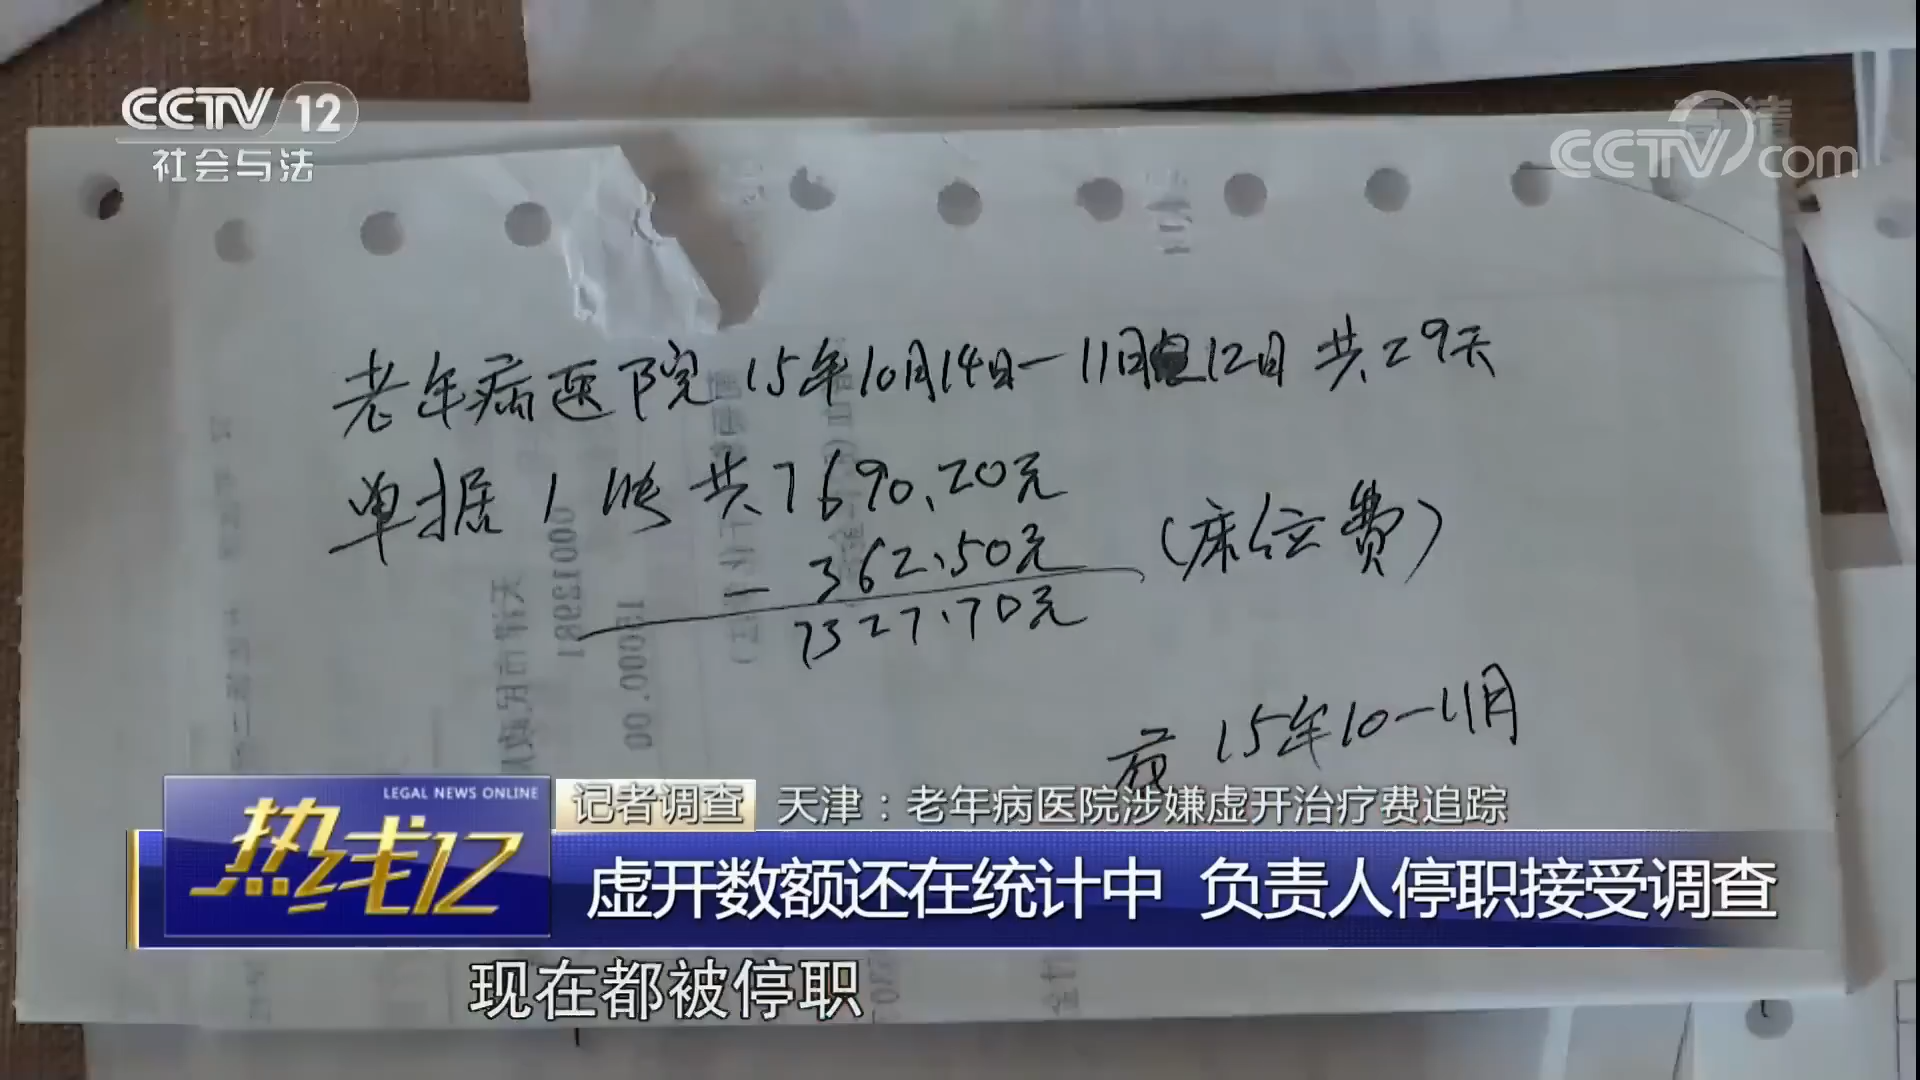 CCTV 12
社会与法
高清
CCTV.com
老年病医院15年10月14日一11月12日 共29天
单据1张共7690.20元
- 362.50元 (床位费)
7327.70元
15年10-11月
00013981
10000.00
LEGAL NEWS ONLINE
热线12
记者调查 天津：老年病医院涉嫌虚开治疗费追踪
虚开数额还在统计中 负责人停职接受调查
现在都被停职